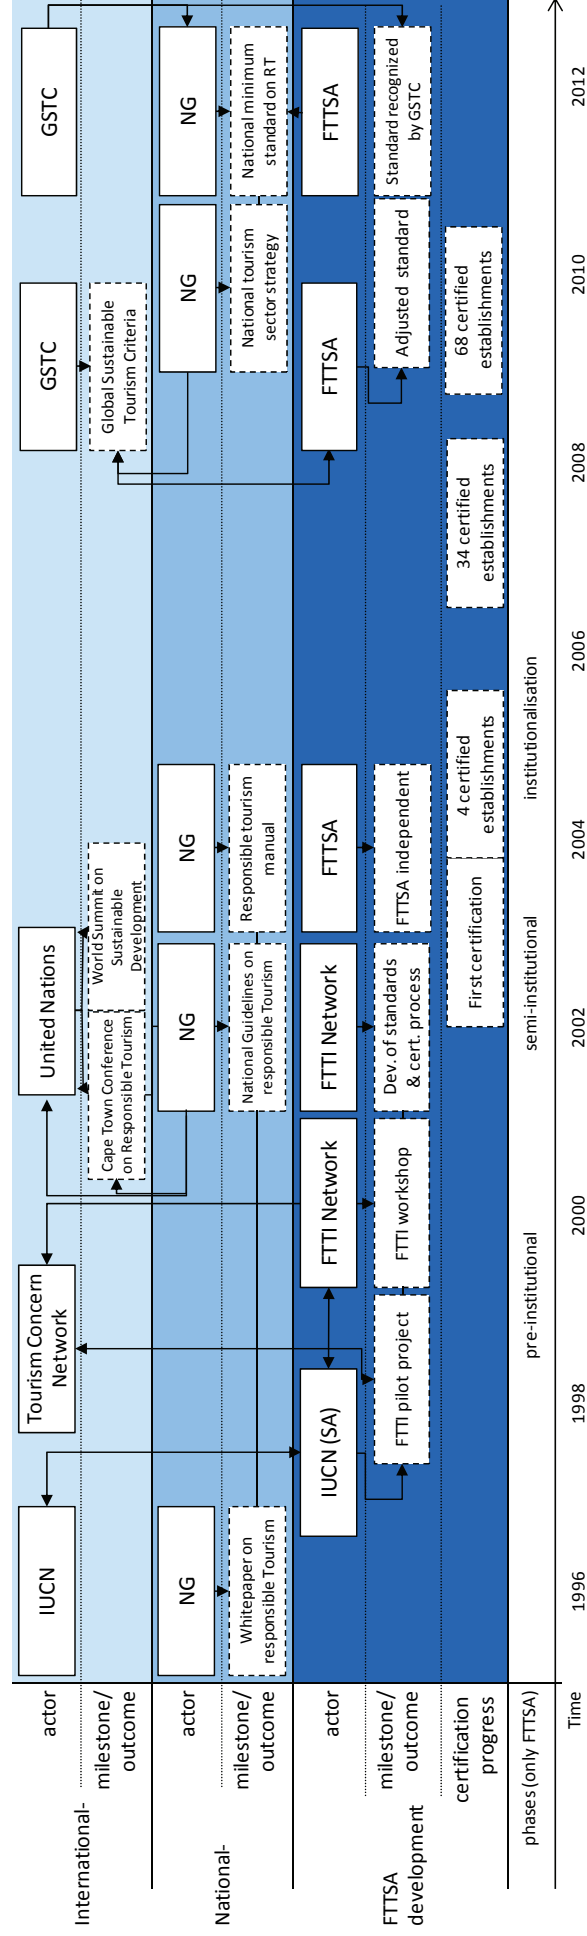 International-
actor
IUCN
Tourism Concern
Network
United Nations
GSTC
GSTC
milestone/
outcome
Cape Town Conference
on Responsible Tourism
World Summit on
Sustainable
Development
Global Sustainable
Tourism Criteria
National-
actor
NG
NG
NG
NG
NG
milestone/
outcome
Whitepaper on
responsible Tourism
National Guidelines on
responsible Tourism
Responsible tourism
manual
National tourism
sector strategy
National minimum
standard on RT
FTTSA
development
actor
IUCN (SA)
FTTI Network
FTTI Network
FTTSA
FTTSA
FTTSA
milestone/
outcome
FTTI pilot project
FTTI workshop
Dev. of standards
& cert. process
FTTSA independent
Adjusted standard
Standard recognized
by GSTC
certification
progress
First certification
4 certified
establishments
34 certified
establishments
68 certified
establishments
phases (only FTTSA)
pre-institutional
semi-institutional
institutionalisation
Time
1996
1998
2000
2002
2004
2006
2008
2010
2012